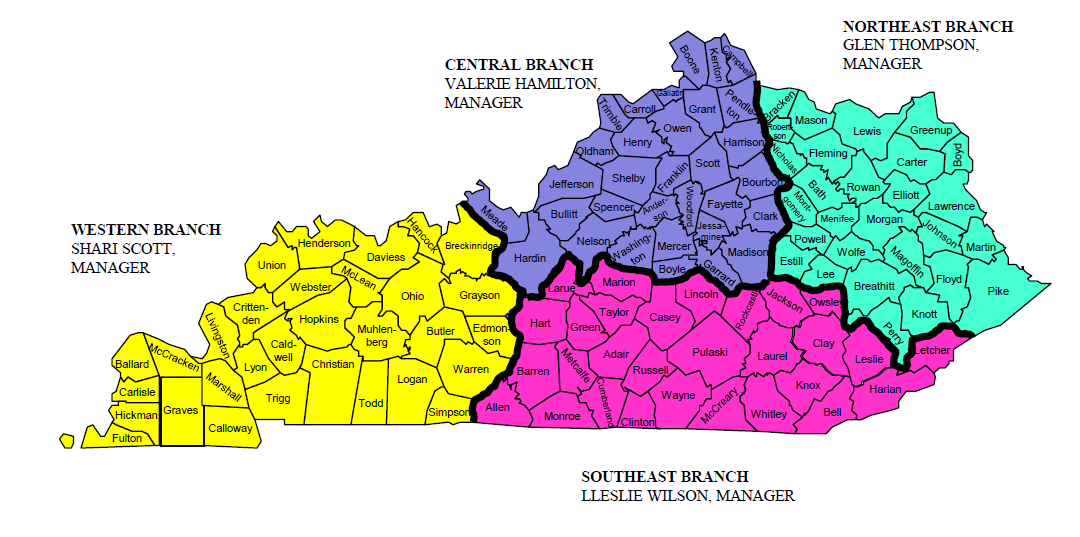 NORTHEAST BRANCH
GLEN THOMPSON,
MANAGER
CENTRAL BRANCH
VALERIE HAMILTON,
MANAGER
WESTERN BRANCH
SHARI SCOTT,
MANAGER
Boone
Kenton
Campbell
Gallatin
Carroll
Trimble
Grant
Pendle-
ton
Owen
Henry
Harrison
Oldham
Scott
Shelby
Franklin
Jefferson
Bourbon
Woodford
Fayette
Spencer
Ander-
son
Bullitt
Clark
Jessa-
mine
Meade
Nelson
Washing-
ton
Mercer
Madison
Hardin
Boyle
Garrard
Bracken
Mason
Robert-
son
Lewis
Greenup
Fleming
Nicholas
Carter
Boyd
Bath
Rowan
Elliott
Mont-
gomery
Lawrence
Menifee
Morgan
Johnson
Martin
Powell
Wolfe
Estill
Magoffin
Lee
Breathitt
Floyd
Pike
Knott
Perry
Hancock
Breckinridge
Henderson
Daviess
Union
McLean
Webster
Ohio
Grayson
Critten-
den
Livingston
Hopkins
Muhlen-
berg
Butler
Edmon-
son
Cald-
well
McCracken
Ballard
Lyon
Christian
Warren
Marshall
Logan
Carlisle
Trigg
Todd
Hickman
Graves
Simpson
Calloway
Fulton
Larue
Marion
Lincoln
Rockcastle
Jackson
Owsley
Hart
Green
Taylor
Casey
Clay
Letcher
Adair
Pulaski
Laurel
Leslie
Barren
Metcalfe
Russell
Knox
Harlan
Cumberland
Wayne
McCreary
Allen
Monroe
Clinton
Whitley
Bell
SOUTHEAST BRANCH
LLESLIE WILSON, MANAGER